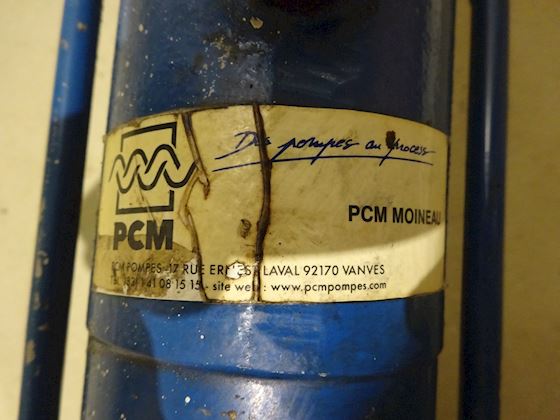 Des pompes au process
PCM MOINEAU
PCM
PCM POMPES -17 RUE ERNEST LAVAL 92170 VANVES
41 08 15 15 - site web : www.pcmpompes.com